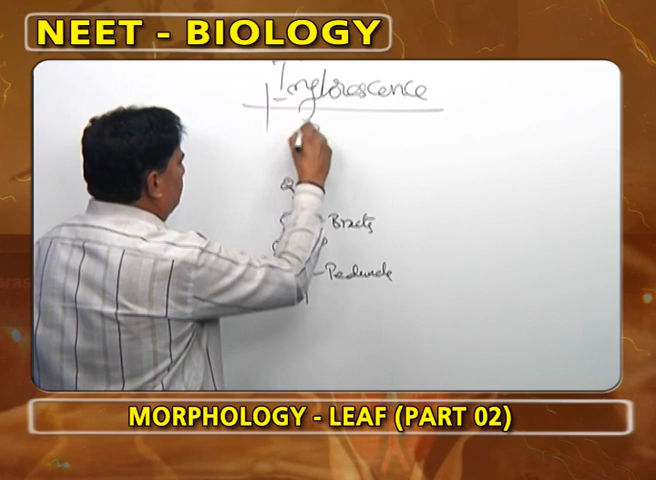 NEET - BIOLOGY
Inflorescence
Bracts
Peduncle
MORPHOLOGY - LEAF (PART 02)